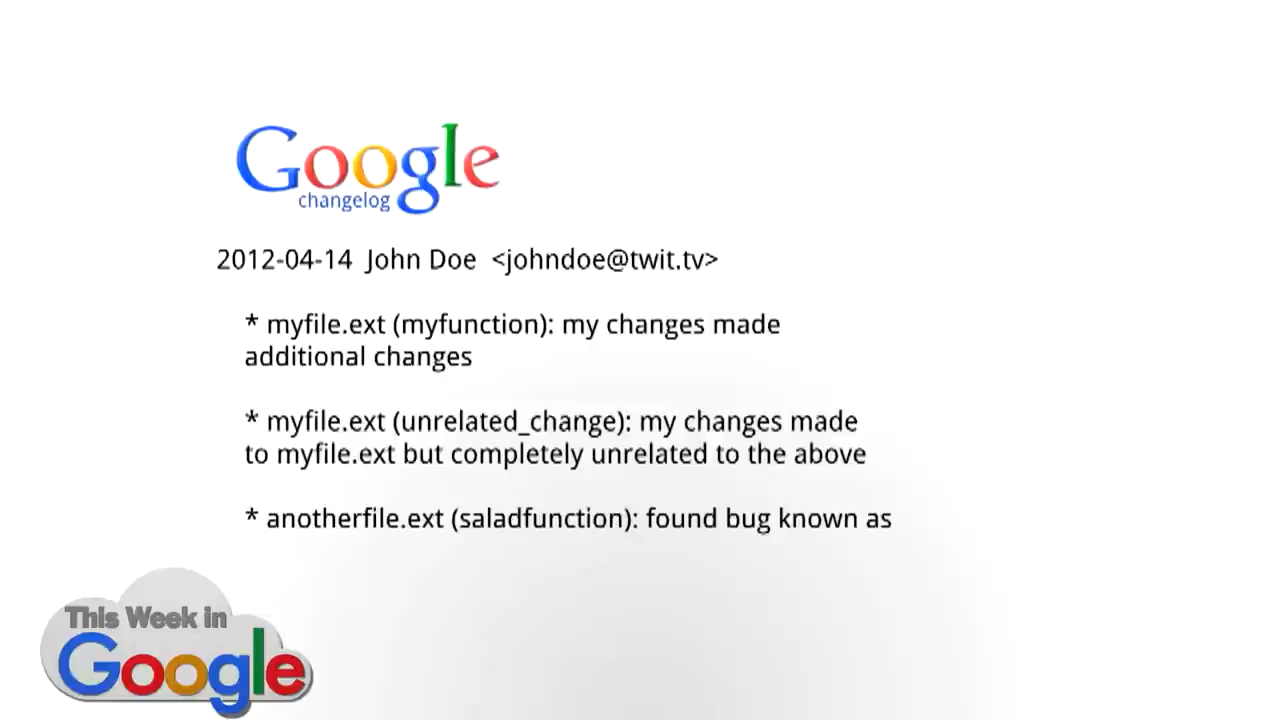 Google
changelog
2012-04-14 John Doe <johndoe@twit.tv>
* myfile.ext (myfunction): my changes made
additional changes
* myfile.ext (unrelated_change): my changes made
to myfile.ext but completely unrelated to the above
* anotherfile.ext (saladfunction): found bug known as
This Week in
Google